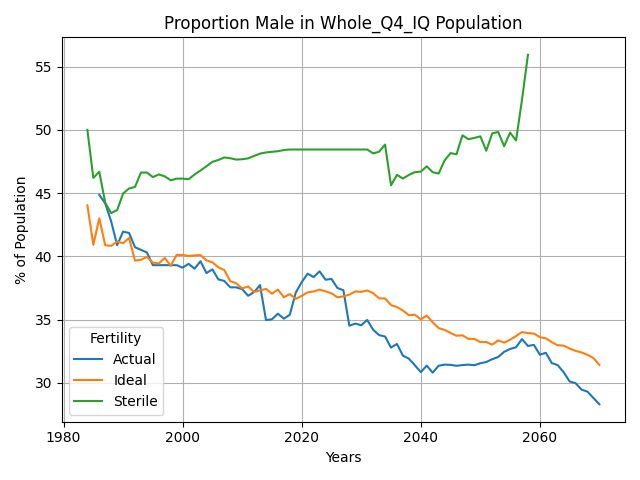 Proportion Male in Whole_Q4_IQ Population
% of Population
55
50
45
40
35
30
Fertility
Actual
Ideal
Sterile
1980
2000
2020
2040
2060
Years